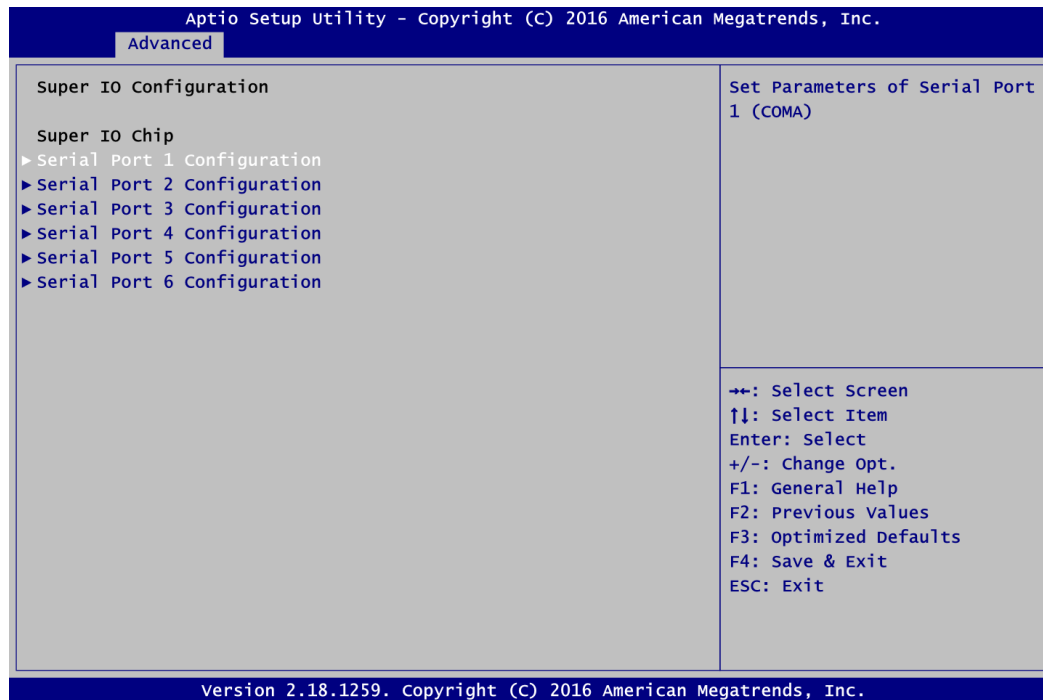 Aptio Setup Utility - Copyright (C) 2016 American Megatrends, Inc.
Advanced
Super IO Configuration
Super IO Chip
▶ Serial Port 1 Configuration
▶ Serial Port 2 Configuration
▶ Serial Port 3 Configuration
▶ Serial Port 4 Configuration
▶ Serial Port 5 Configuration
▶ Serial Port 6 Configuration
Set Parameters of Serial Port
1 (COMA)
→←: Select Screen
↑↓: Select Item
Enter: Select
+/-: Change Opt.
F1: General Help
F2: Previous Values
F3: Optimized Defaults
F4: Save & Exit
ESC: Exit
Version 2.18.1259. Copyright (C) 2016 American Megatrends, Inc.